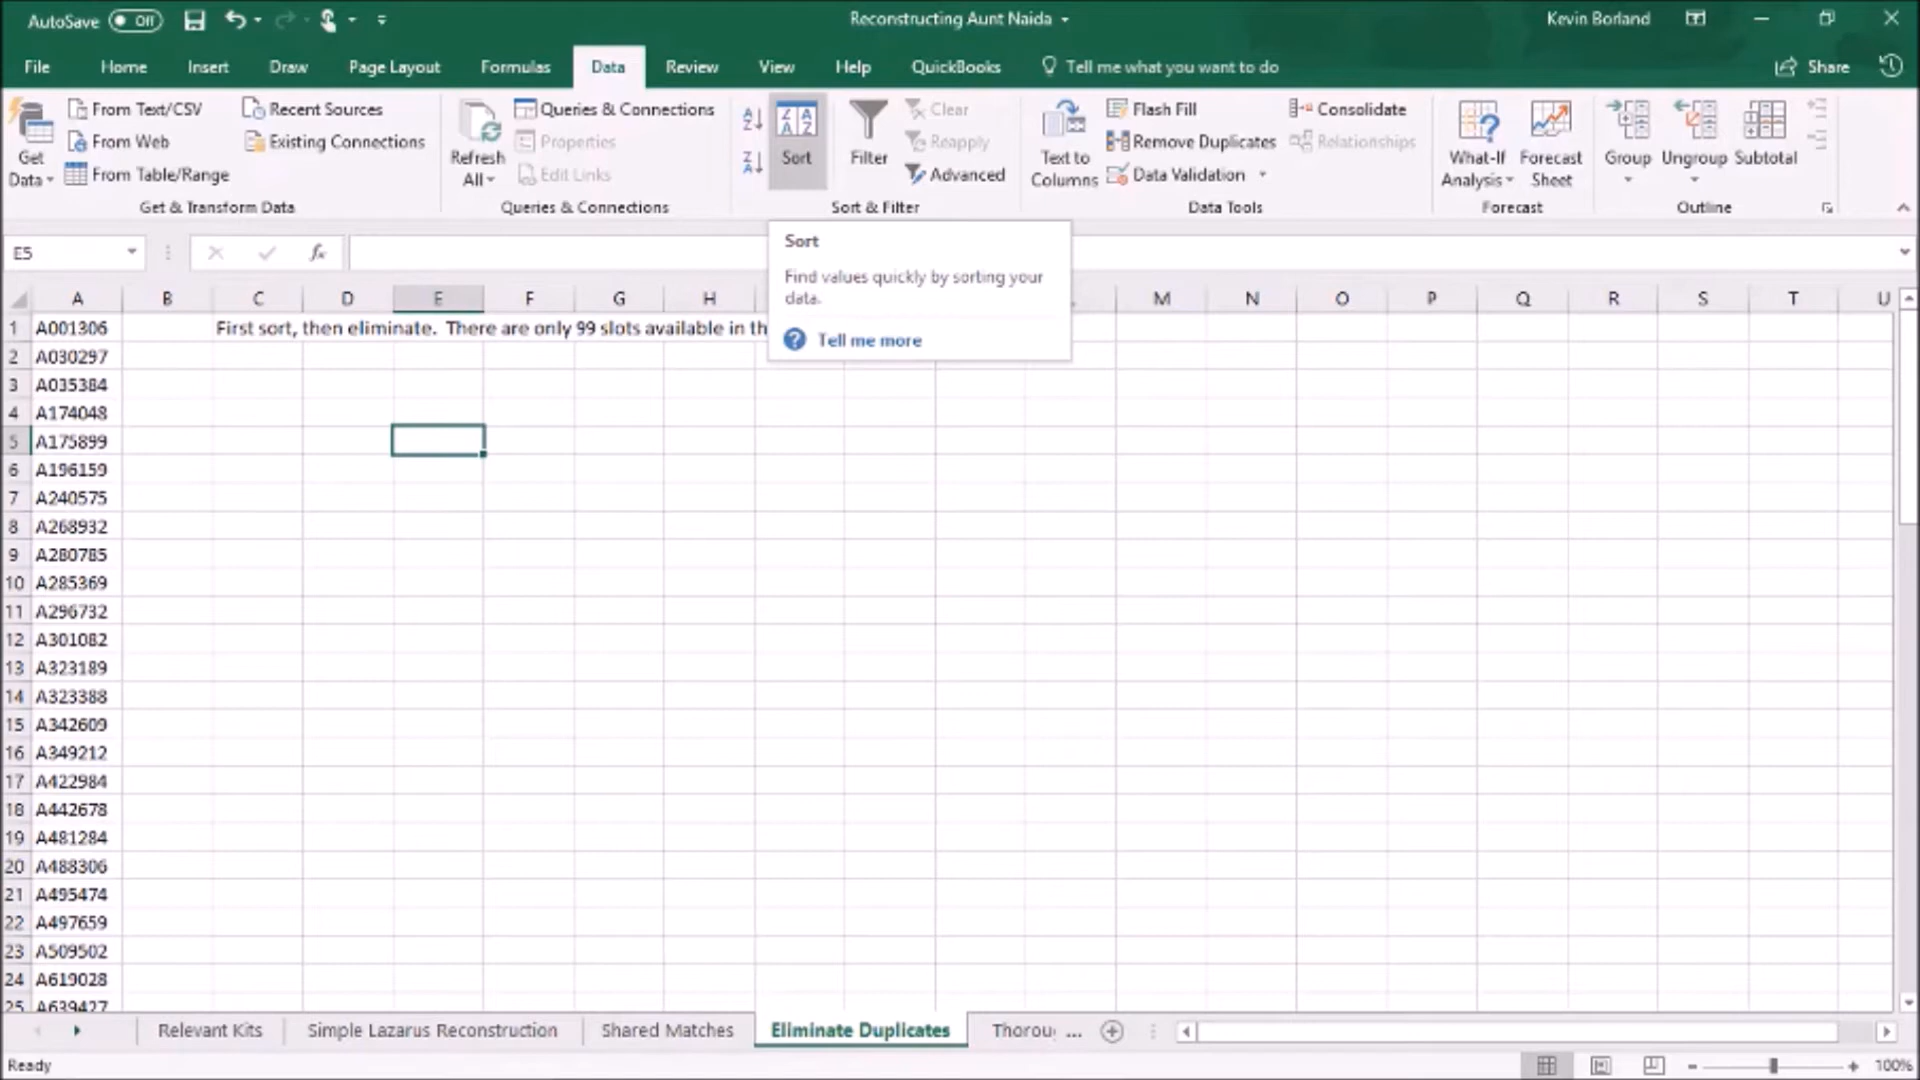 AutoSave Off Reconstructing Aunt Naida Kevin Borland
File Home Insert Draw Page Layout Formulas Data Review View Help QuickBooks Tell me what you want to do Share
From Text/CSV Recent Sources Queries & Connections Clear Flash Fill Consolidate
From Web Existing Connections Properties Reapply Remove Duplicates Relationships
Get Data From Table/Range Refresh All Edit Links Sort Filter Advanced Text to Columns Data Validation What-If Analysis Forecast Sheet Group Ungroup Subtotal
Get & Transform Data Queries & Connections Sort & Filter Data Tools Forecast Outline
E5 fx
Sort
Find values quickly by sorting your
data.
Tell me more
A B C D E F G H M N O P Q R S T U
1 A001306 First sort, then eliminate. There are only 99 slots available in th
2 A030297
3 A035384
4 A174048
5 A175899
6 A196159
7 A240575
8 A268932
9 A280785
10 A285369
11 A296732
12 A301082
13 A323189
14 A323388
15 A342609
16 A349212
17 A422984
18 A442678
19 A481284
20 A488306
21 A495474
22 A497659
23 A509502
24 A619028
25 A639427
Relevant Kits Simple Lazarus Reconstruction Shared Matches Eliminate Duplicates Thorou ...
Ready 100%